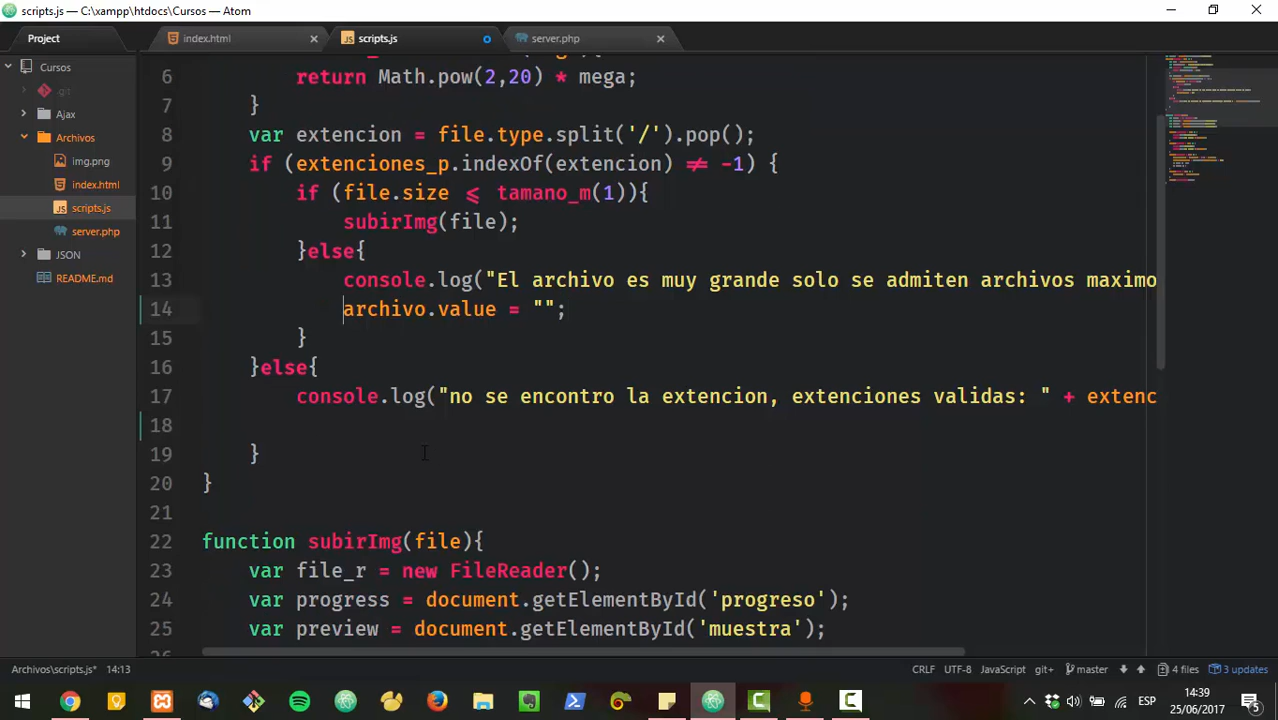 scripts.js — C:\xampp\htdocs\Cursos — Atom
Project
index.html
scripts.js
server.php
Cursos
.git
Ajax
Archivos
img.png
index.html
scripts.js
server.php
JSON
README.md
6 return Math.pow(2,20) * mega;
7 }
8 var extencion = file.type.split('/').pop();
9 if (extenciones_p.indexOf(extencion) ≠ -1) {
10 if (file.size ⩽ tamano_m(1)){
11 subirImg(file);
12 }else{
13 console.log("El archivo es muy grande solo se admiten archivos maximo
14 archivo.value = "";
15 }
16 }else{
17 console.log("no se encontro la extencion, extenciones validas: " + extenc
18
19 }
20 }
21
22 function subirImg(file){
23 var file_r = new FileReader();
24 var progress = document.getElementById('progreso');
25 var preview = document.getElementById('muestra');
Archivos\scripts.js* 14:13 CRLF UTF-8 JavaScript git+ master 4 files 3 updates
ESP
14:39
25/06/2017
5